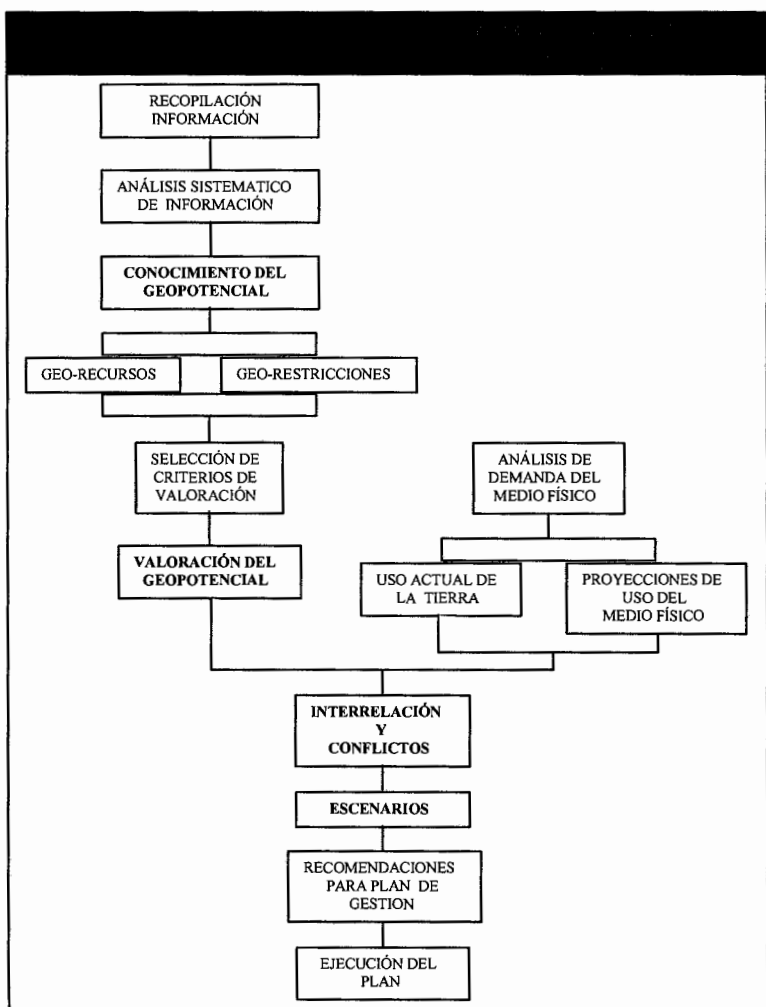 RECOPILACIÓN
INFORMACIÓN
ANÁLISIS SISTEMATICO
DE INFORMACIÓN
CONOCIMIENTO DEL
GEOPOTENCIAL
GEO-RECURSOS
GEO-RESTRICCIONES
SELECCIÓN DE
CRITERIOS DE
VALORACIÓN
VALORACIÓN DEL
GEOPOTENCIAL
ANÁLISIS DE
DEMANDA DEL
MEDIO FÍSICO
USO ACTUAL DE
LA TIERRA
PROYECCIONES DE
USO DEL
MEDIO FÍSICO
INTERRELACIÓN
Y
CONFLICTOS
ESCENARIOS
RECOMENDACIONES
PARA PLAN DE
GESTION
EJECUCIÓN DEL
PLAN